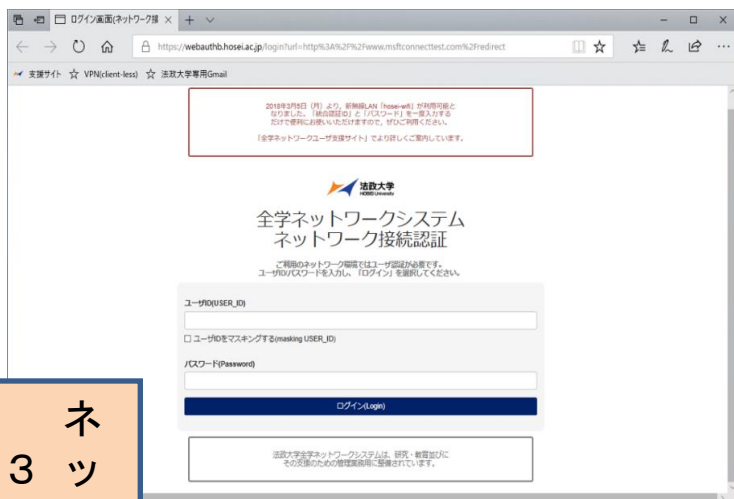 ログイン画面(ネットワーク接
https://webauthb.hosei.ac.jp/login?url=http%3A%2F%2Fwww.msftconnecttest.com%2Fredirect
支援サイト VPN(client-less) 法政大学専用Gmail
2018年3月5日（月）より，新無線LAN「hosei-wifi」が利用可能と
なりました。「統合認証ID」と「パスワード」を一度入力する
だけで便利にお使いいただけますので，ぜひご利用ください。
「全学ネットワークユーザ支援サイト」でより詳しくご案内しています。
法政大学
HOSEI University
全学ネットワークシステム
ネットワーク接続認証
ご利用のネットワーク環境ではユーザ認証が必要です。
ユーザID/パスワードを入力し、「ログイン」を選択してください。
ユーザID(USER_ID)
ユーザIDをマスキングする(masking USER_ID)
パスワード(Password)
ログイン(Login)
法政大学全学ネットワークシステムは、研究・教育並びに
その支援のための管理業務用に整備されています。
ネ
3 ッ